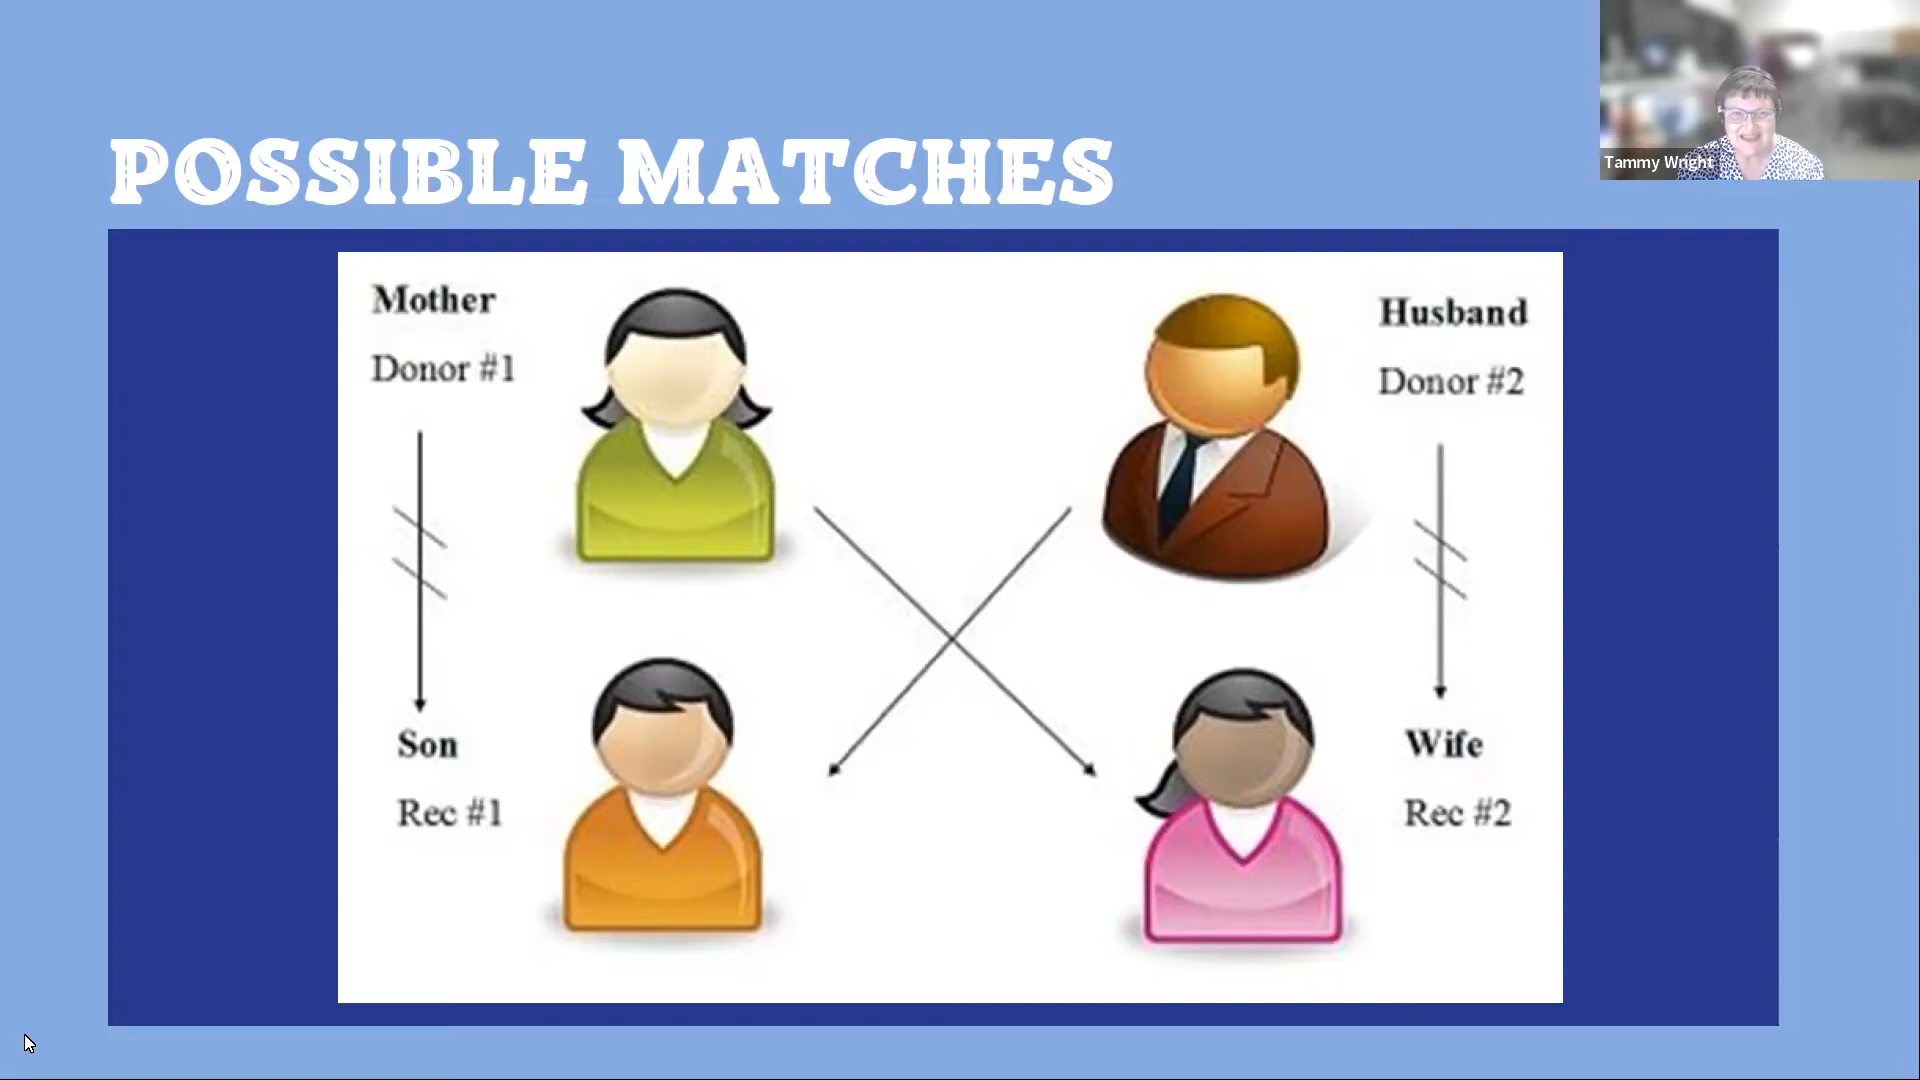 Tammy Wright
POSSIBLE MATCHES
Mother
Donor #1
Husband
Donor #2
Son
Rec #1
Wife
Rec #2